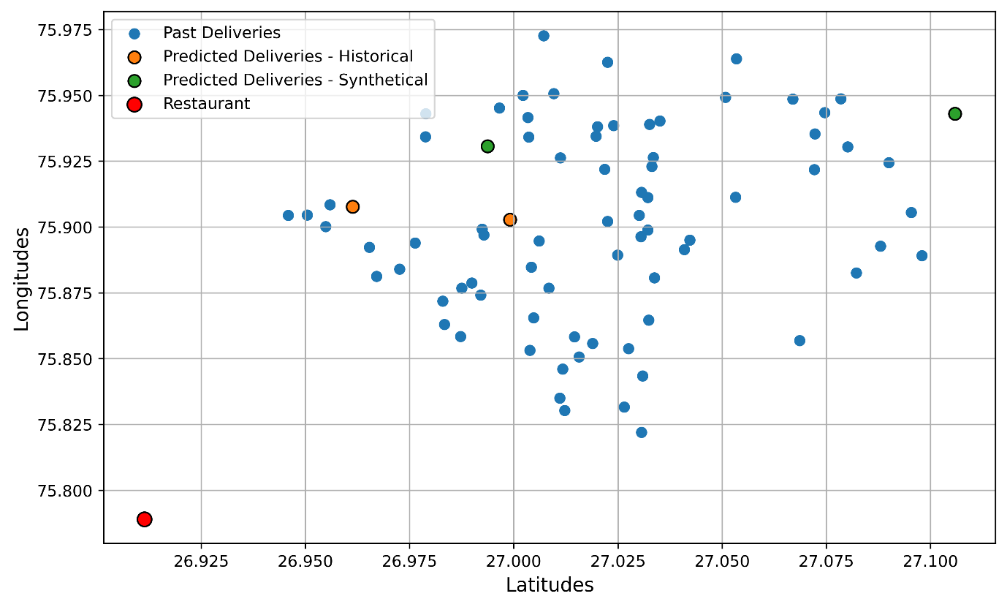 Past Deliveries
Predicted Deliveries - Historical
Predicted Deliveries - Synthetical
Restaurant
75.975
75.950
75.925
75.900
75.875
75.850
75.825
75.800
Longitudes
26.925 26.950 26.975 27.000 27.025 27.050 27.075 27.100
Latitudes